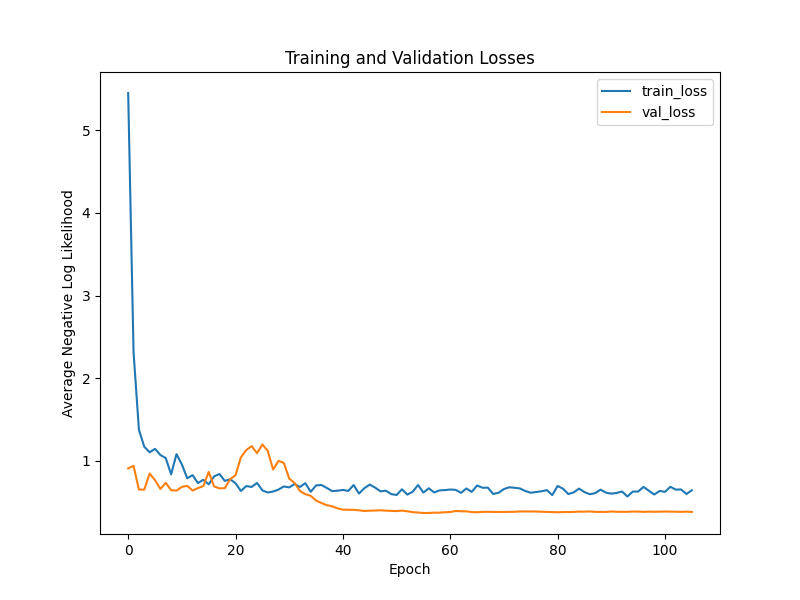 Training and Validation Losses
train_loss
val_loss
Average Negative Log Likelihood
5
4
3
2
1
0
20
40
60
80
100
Epoch